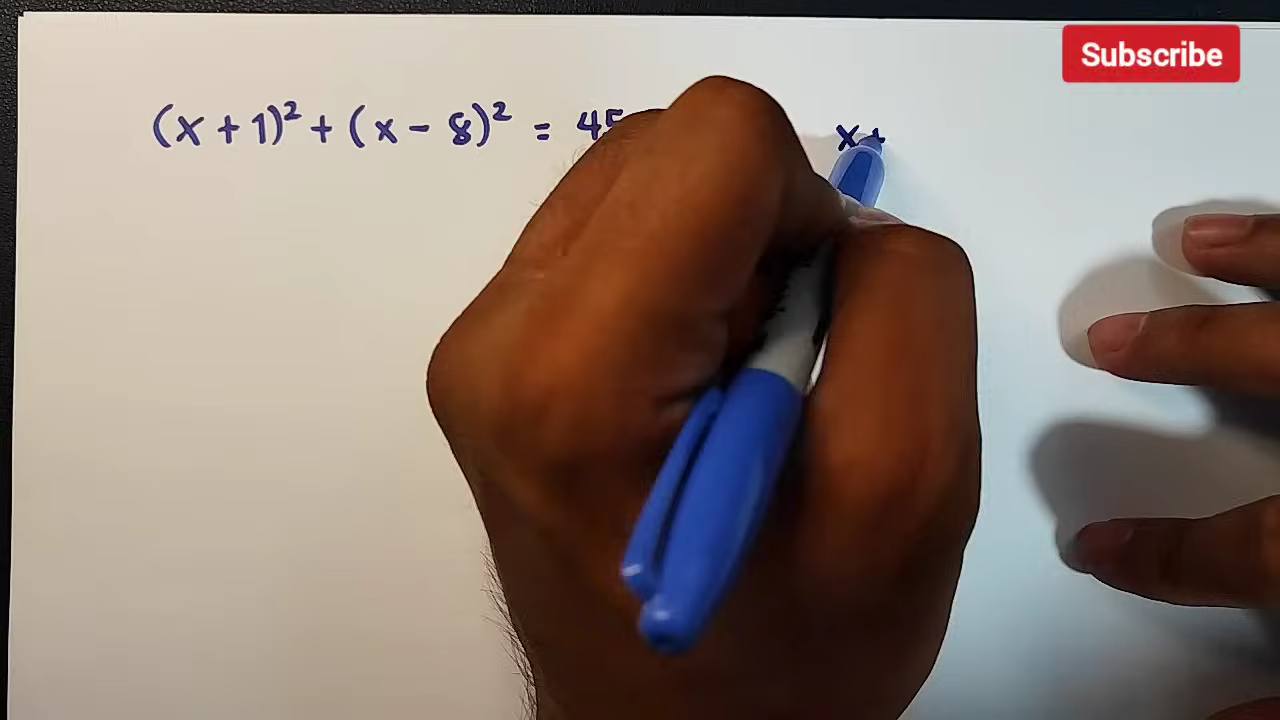 Subscribe
(x + 1)² + (x - 8)² = 45 x +